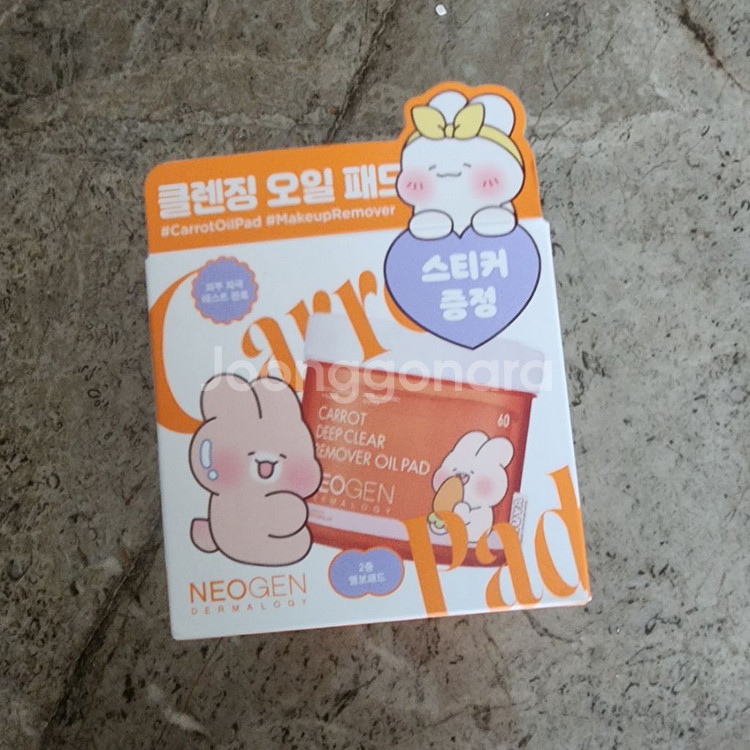 클렌징 오일 패드
#CarrotOilPad #MakeupRemover
스티커
증정
피부 자극
테스트 완료
Carro
Joonggonara
CARROT
DEEP CLEAR
REMOVER OIL PAD
60
NEOGEN
DERMALOGY
Pad
2중
엠보패드
NEOGEN
DERMALOGY